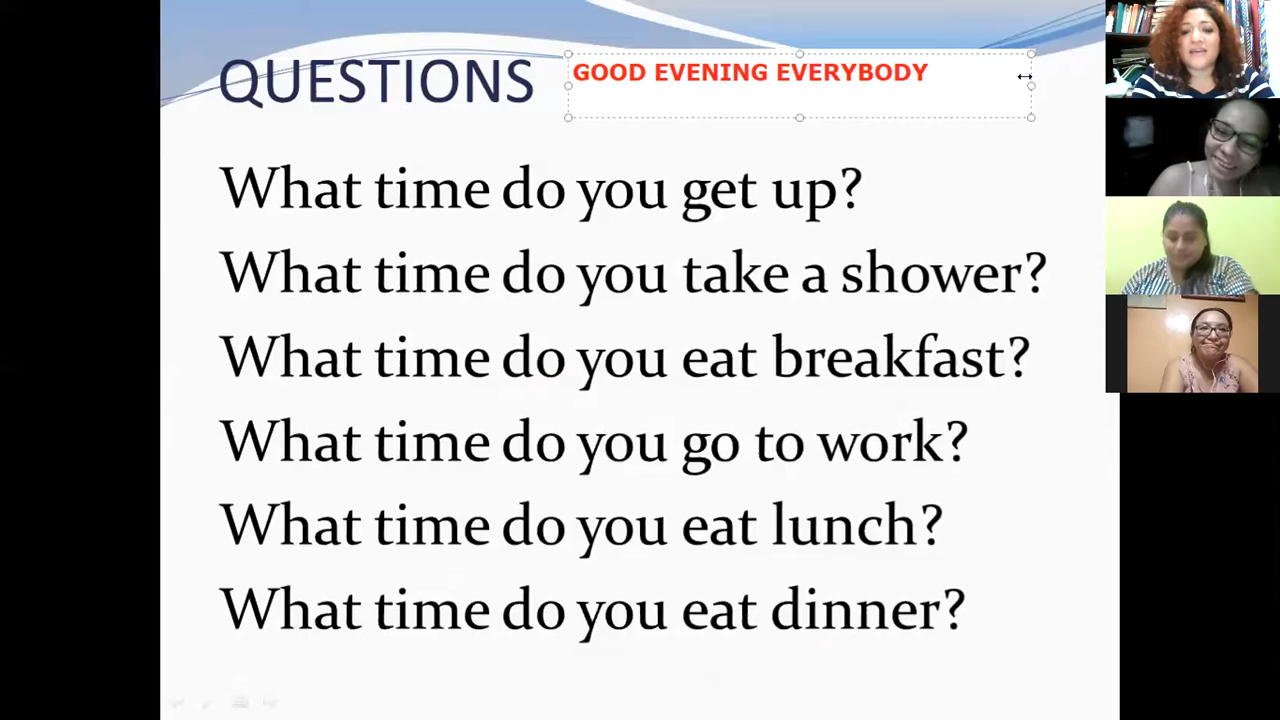 QUESTIONS
GOOD EVENING EVERYBODY
What time do you get up?
What time do you take a shower?
What time do you eat breakfast?
What time do you go to work?
What time do you eat lunch?
What time do you eat dinner?